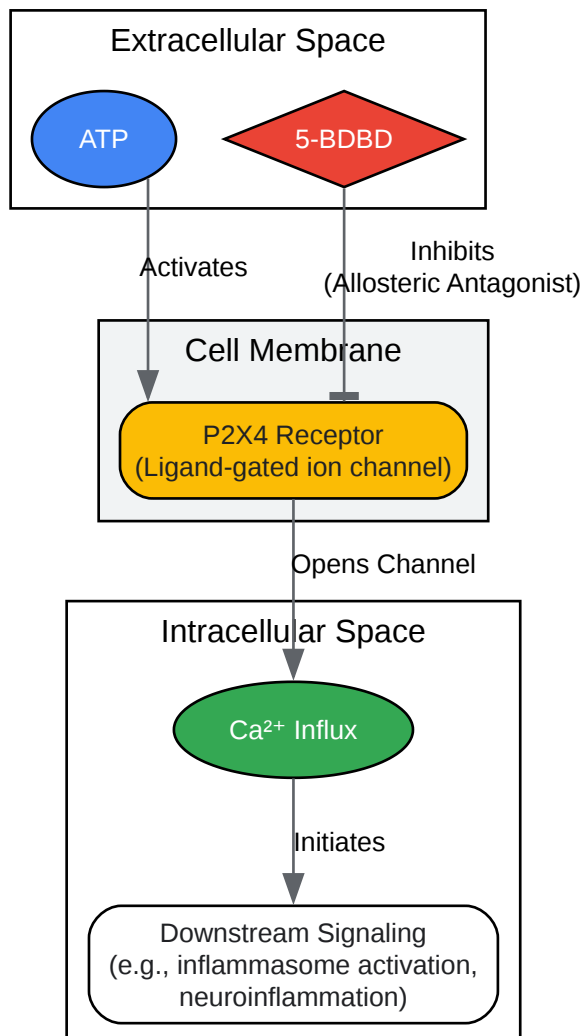 Extracellular Space
ATP
5-BDBD
Activates
Inhibits
(Allosteric Antagonist)
Cell Membrane
P2X4 Receptor
(Ligand-gated ion channel)
Opens Channel
Intracellular Space
Ca²⁺ Influx
Initiates
Downstream Signaling
(e.g., inflammasome activation,
neuroinflammation)